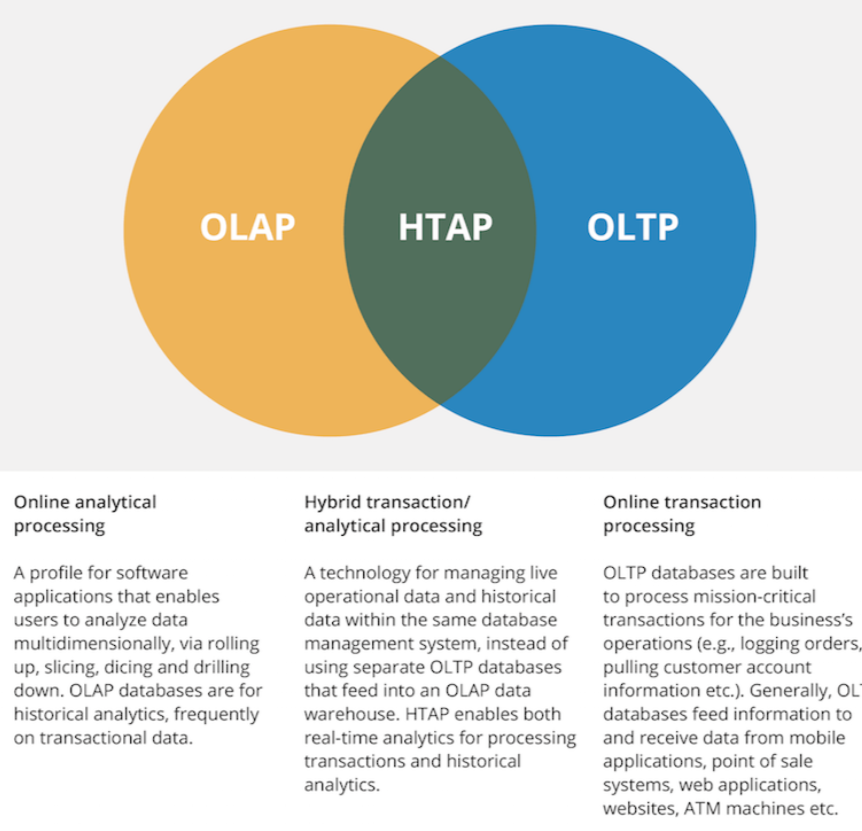 OLAP
HTAP
OLTP
Online analytical
processing
A profile for software
applications that enables
users to analyze data
multidimensionally, via rolling
up, slicing, dicing and drilling
down. OLAP databases are for
historical analytics, frequently
on transactional data.
Hybrid transaction/
analytical processing
A technology for managing live
operational data and historical
data within the same database
management system, instead of
using separate OLTP databases
that feed into an OLAP data
warehouse. HTAP enables both
real-time analytics for processing
transactions and historical
analytics.
Online transaction
processing
OLTP databases are built
to process mission-critical
transactions for the business's
operations (e.g., logging orders,
pulling customer account
information etc.). Generally,
databases feed information to
and receive data from mobile
applications, point of sale
systems, web applications,
websites, ATM machines etc.